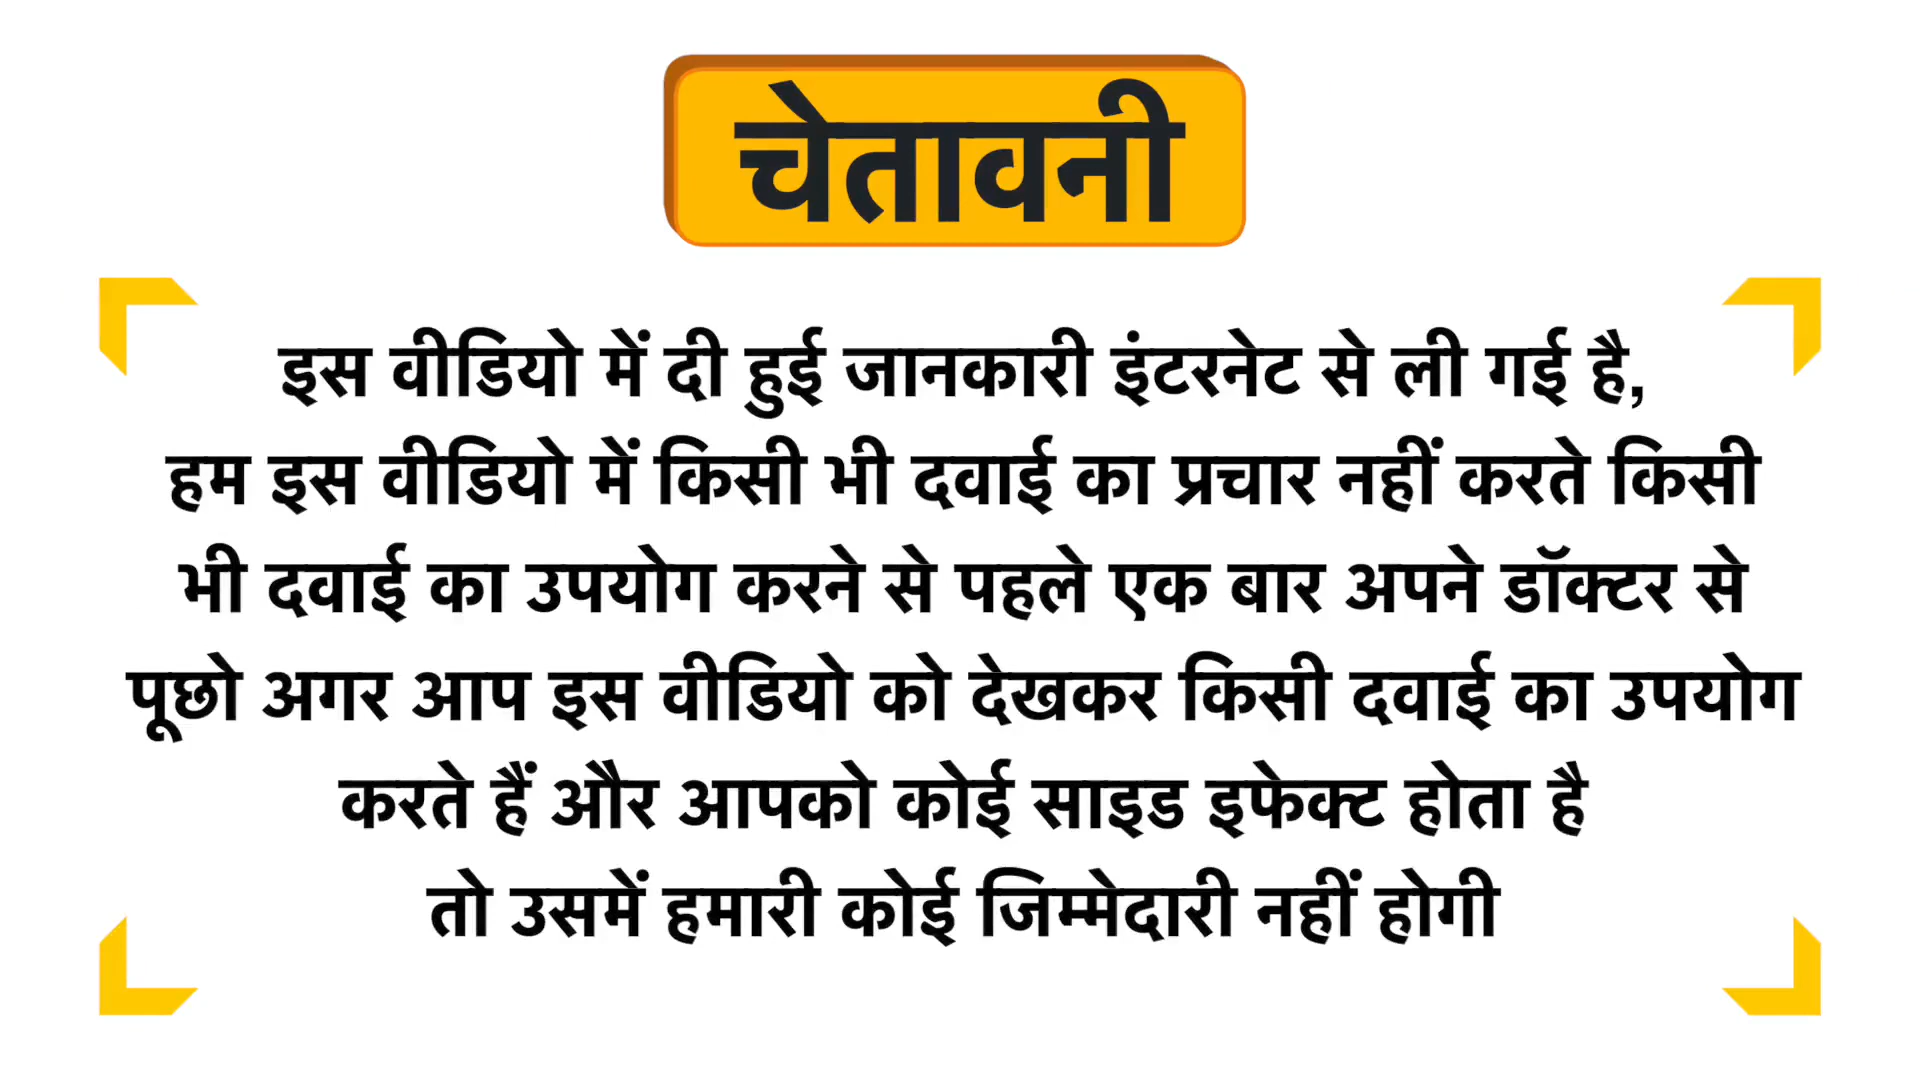 चेतावनी
इस वीडियो में दी हुई जानकारी इंटरनेट से ली गई है,
हम इस वीडियो में किसी भी दवाई का प्रचार नहीं करते किसी
भी दवाई का उपयोग करने से पहले एक बार अपने डॉक्टर से
पूछो अगर आप इस वीडियो को देखकर किसी दवाई का उपयोग
करते हैं और आपको कोई साइड इफेक्ट होता है
तो उसमें हमारी कोई जिम्मेदारी नहीं होगी